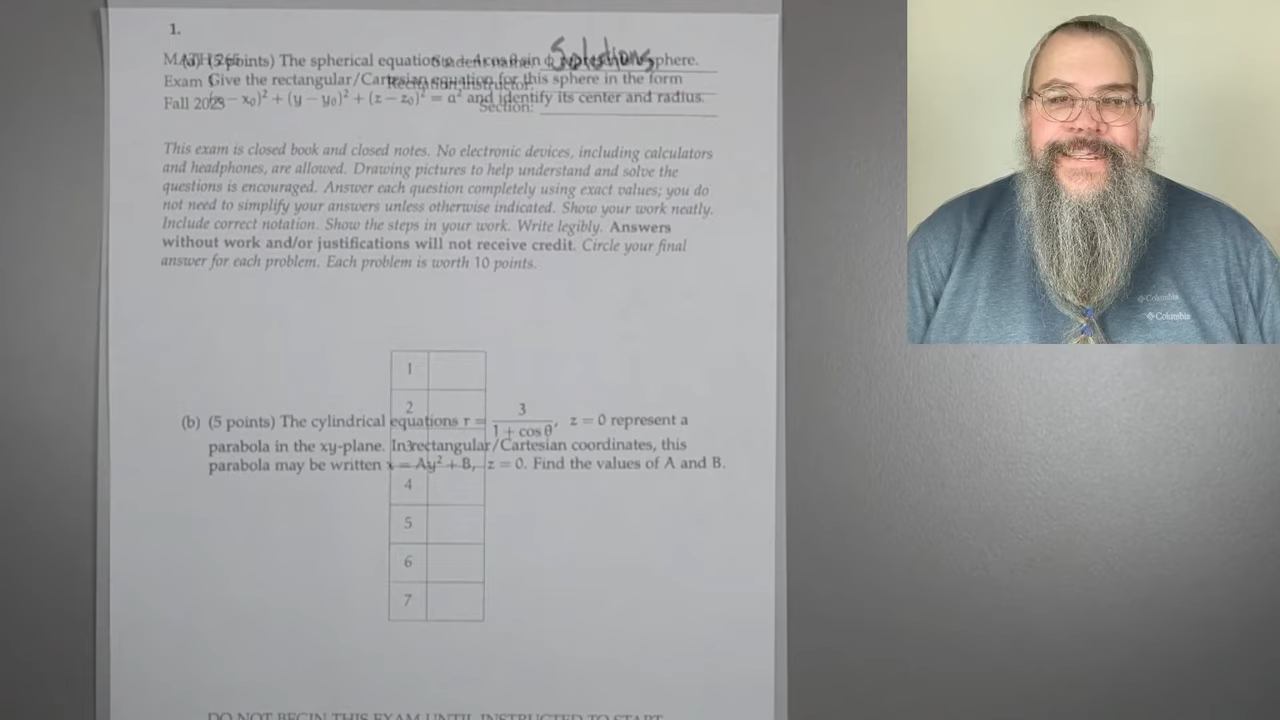 1.
(a) (5 points) The spherical equation sin ϕ sphere.
Solutions
Exam Give the rectangular/Cartesian equation for this sphere in the form
Fall 2023 (x − x₀)² + (y − y₀)² + (z − z₀)² = a² and identify its center and radius.
Section:
This exam is closed book and closed notes. No electronic devices, including calculators
and headphones, are allowed. Drawing pictures to help understand and solve the
questions is encouraged. Answer each question completely using exact values; you do
not need to simplify your answers unless otherwise indicated. Show your work neatly.
Include correct notation. Show the steps in your work. Write legibly. Answers
without work and/or justifications will not receive credit. Circle your final
answer for each problem. Each problem is worth 10 points.
1
2
(b) (5 points) The cylindrical equations r = 3/(1 + cos θ), z = 0 represent a
parabola in the xy-plane. In rectangular/Cartesian coordinates, this
3
parabola may be written x = Ay² + B, z = 0. Find the values of A and B.
4
5
6
7
DO NOT BEGIN THIS EXAM UNTIL INSTRUCTED TO START
Columbia
Columbia